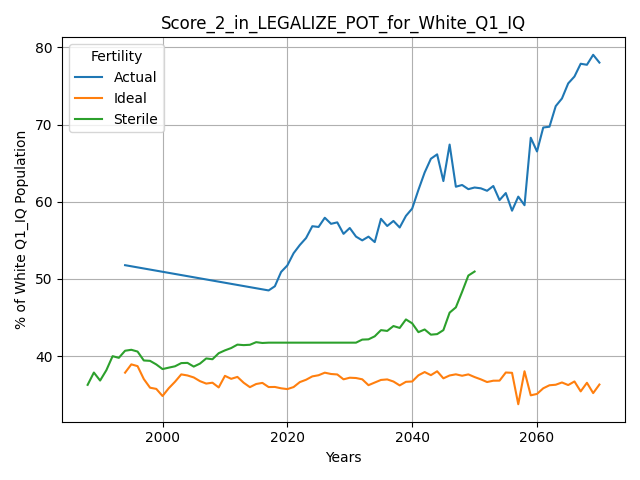 Score_2_in_LEGALIZE_POT_for_White_Q1_IQ
Fertility
Actual
Ideal
Sterile
% of White Q1_IQ Population
80
70
60
50
40
2000
2020
2040
2060
Years